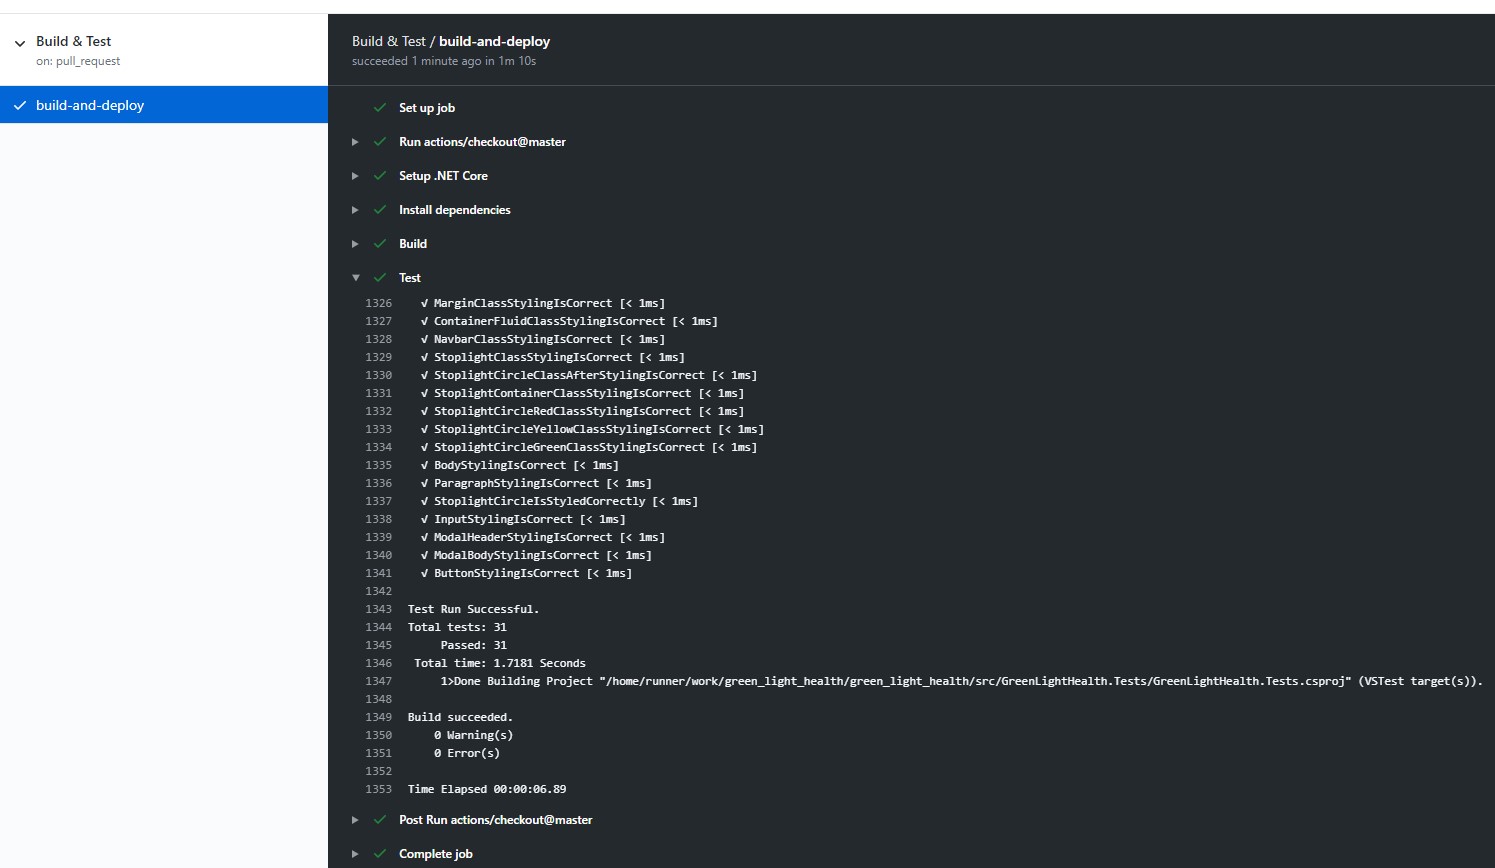 Build & Test
on: pull_request
build-and-deploy
Build & Test / build-and-deploy
succeeded 1 minute ago in 1m 10s
Set up job
Run actions/checkout@master
Setup .NET Core
Install dependencies
Build
Test
1326 √ MarginClassStylingIsCorrect [< 1ms]
1327 √ ContainerFluidClassStylingIsCorrect [< 1ms]
1328 √ NavbarClassStylingIsCorrect [< 1ms]
1329 √ StoplightClassStylingIsCorrect [< 1ms]
1330 √ StoplightCircleClassAfterStylingIsCorrect [< 1ms]
1331 √ StoplightContainerClassStylingIsCorrect [< 1ms]
1332 √ StoplightCircleRedClassStylingIsCorrect [< 1ms]
1333 √ StoplightCircleYellowClassStylingIsCorrect [< 1ms]
1334 √ StoplightCircleGreenClassStylingIsCorrect [< 1ms]
1335 √ BodyStylingIsCorrect [< 1ms]
1336 √ ParagraphStylingIsCorrect [< 1ms]
1337 √ StoplightCircleIsStyledCorrectly [< 1ms]
1338 √ InputStylingIsCorrect [< 1ms]
1339 √ ModalHeaderStylingIsCorrect [< 1ms]
1340 √ ModalBodyStylingIsCorrect [< 1ms]
1341 √ ButtonStylingIsCorrect [< 1ms]
1342
1343 Test Run Successful.
1344 Total tests: 31
1345 Passed: 31
1346 Total time: 1.7181 Seconds
1347 1>Done Building Project "/home/runner/work/green_light_health/green_light_health/src/GreenLightHealth.Tests/GreenLightHealth.Tests.csproj" (VSTest target(s)).
1348
1349 Build succeeded.
1350 0 Warning(s)
1351 0 Error(s)
1352
1353 Time Elapsed 00:00:06.89
Post Run actions/checkout@master
Complete job